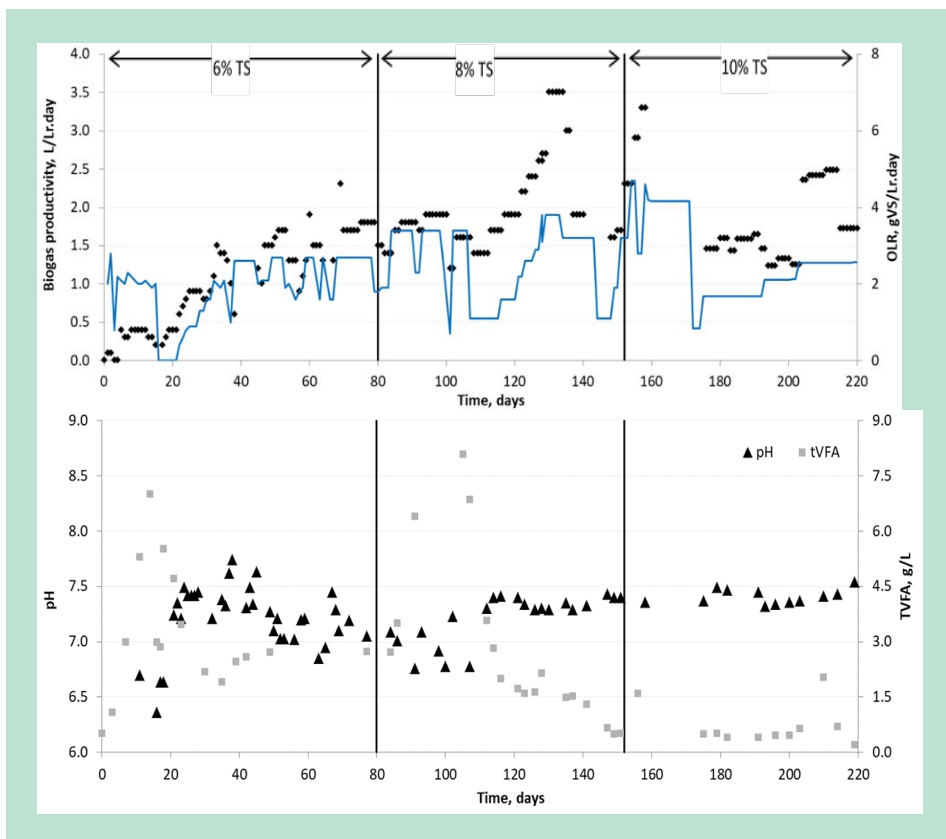 6% TS
8% TS
10% TS
Biogas productivity, L/Lr.day
4.0
3.5
3.0
2.5
2.0
1.5
1.0
0.5
0.0
8
6
4
2
0
OLR, gVS/Lr.day
0 20 40 60 80 100 120 140 160 180 200 220
Time, days
pH
9.0
8.5
8.0
7.5
7.0
6.5
6.0
pH
tVFA
9.0
7.5
6.0
4.5
3.0
1.5
0.0
TVFA, g/L
0 20 40 60 80 100 120 140 160 180 200 220
Time, days